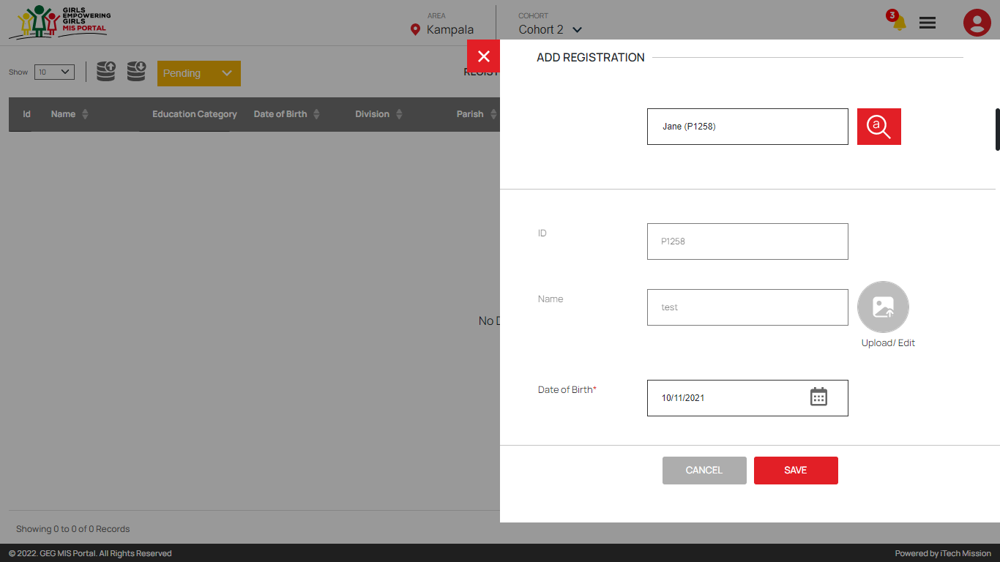 GIRLS
EMPOWERING
GIRLS
MIS PORTAL
AREA
Kampala
COHORT
Cohort 2
3
Show
10
Pending
ADD REGISTRATION
Id
Name
Education Category
Date of Birth
Division
Parish
Jane (P1258)
a
ID
P1258
Name
test
Upload/ Edit
No
Date of Birth*
10/11/2021
CANCEL
SAVE
Showing 0 to 0 of 0 Records
© 2022. GEG MIS Portal. All Rights Reserved
Powered by iTech Mission